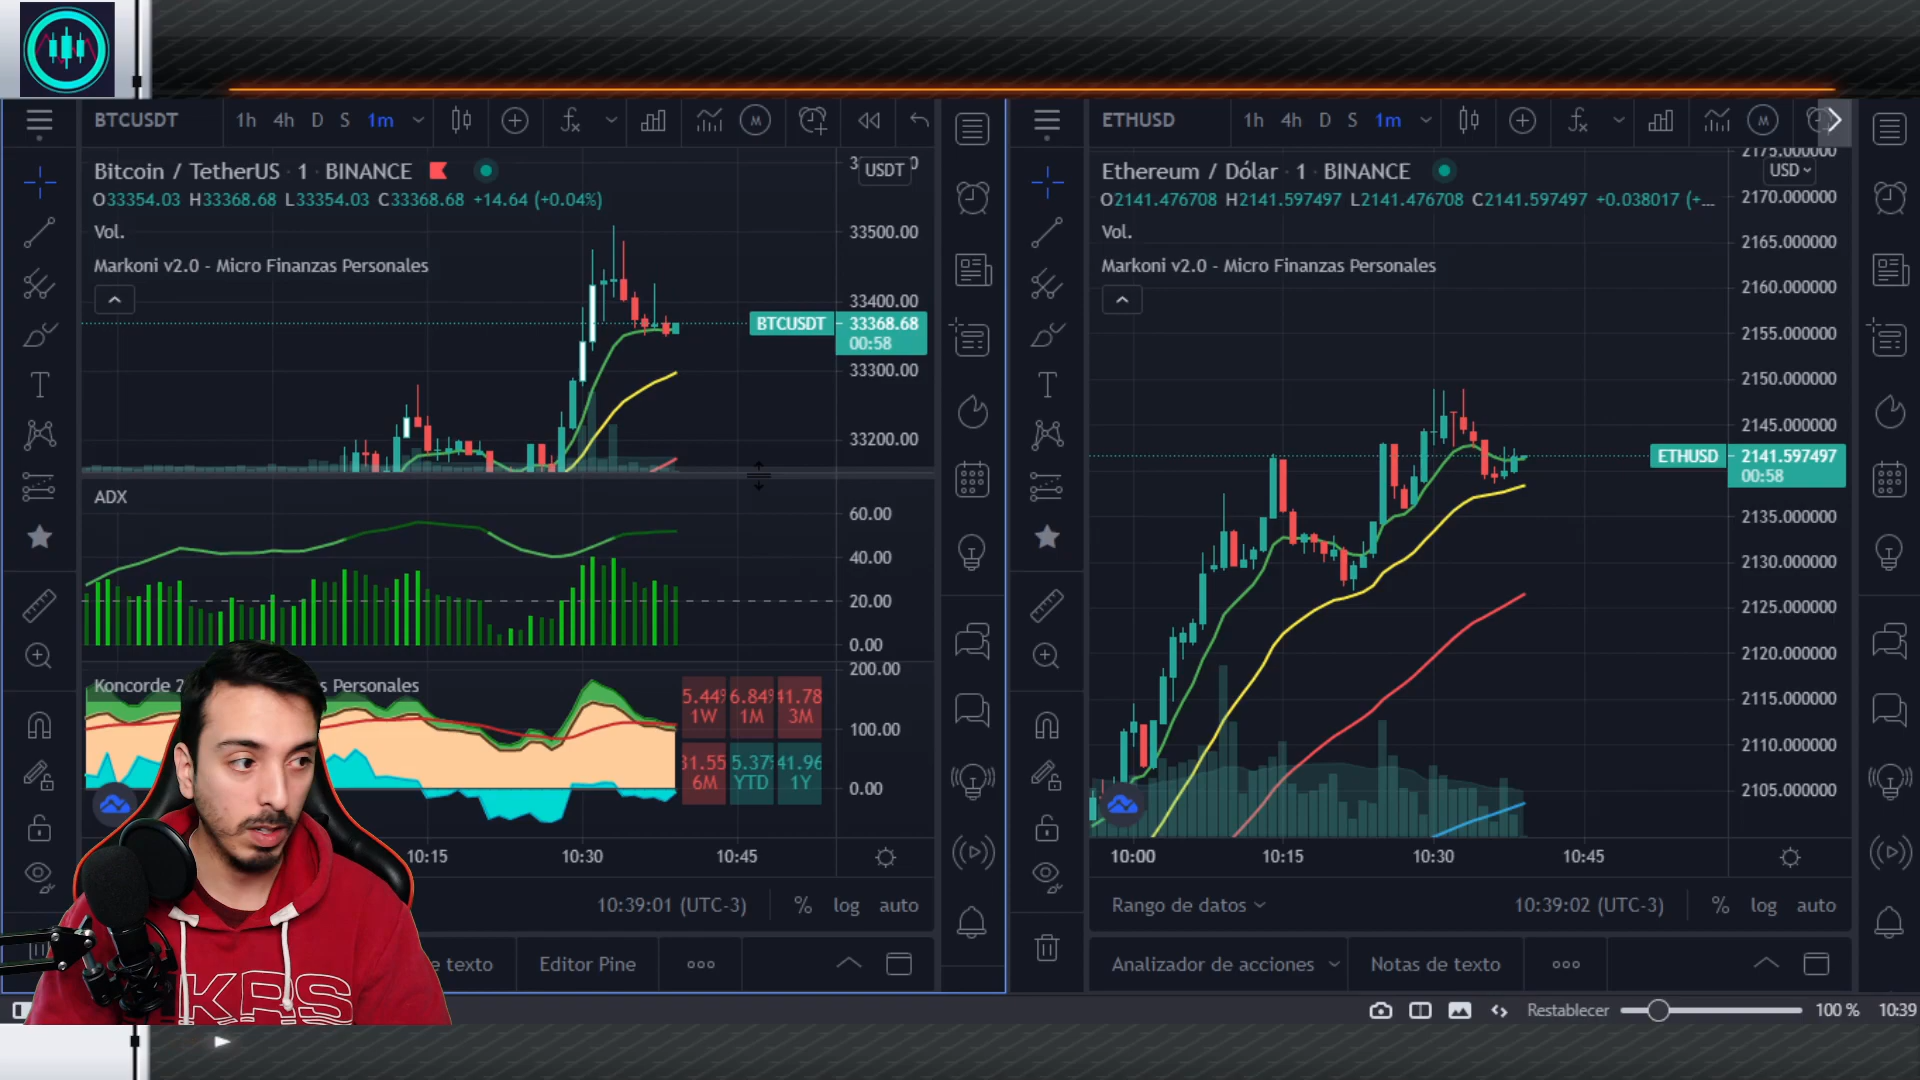 BTCUSDT 1h 4h D S 1m
Bitcoin / TetherUS · 1 · BINANCE
O33354.03 H33368.68 L33354.03 C33368.68 +14.64 (+0.04%)
Vol.
Markoni v2.0 - Micro Finanzas Personales
USDT
33500.00
33400.00
BTCUSDT 33368.68
00:58
33300.00
33200.00
ADX
60.00
40.00
20.00
0.00
Koncorde Personales
200.00
100.00
0.00
1W 1M 3M
6M YTD 1Y
10:15 10:30 10:45
10:39:01 (UTC-3) % log auto
e texto Editor Pine
ETHUSD 1h 4h D S 1m
Ethereum / Dólar · 1 · BINANCE
O2141.476708 H2141.597497 L2141.476708 C2141.597497 +0.038017 (+...
Vol.
Markoni v2.0 - Micro Finanzas Personales
2175.000000
USD
2170.000000
2165.000000
2160.000000
2155.000000
2150.000000
2145.000000
ETHUSD 2141.597497
00:58
2135.000000
2130.000000
2125.000000
2120.000000
2115.000000
2110.000000
2105.000000
10:00 10:15 10:30 10:45
Rango de datos 10:39:02 (UTC-3) % log auto
Analizador de acciones Notas de texto
Restablecer 100 % 10:39
KRS